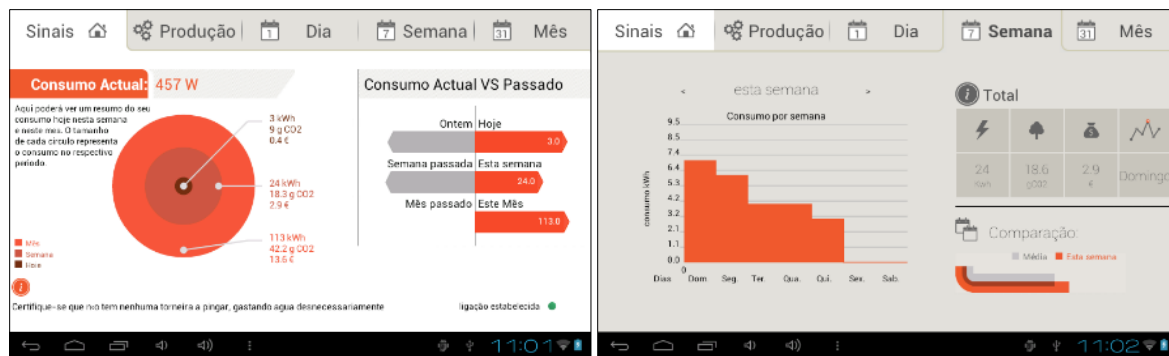 Sinais
Produção
1
Dia
7
Semana
31
Mês
Consumo Actual: 457 W
Aqui poderá ver um resumo do seu
consumo hoje nesta semana
e neste mes. O tamanho
de cada circulo representa
o consumo no respectivo
periodo.
3 kWh
9 g CO2
0.4 €
24 kWh
18.3 g CO2
2.9 €
113 kWh
42.2 g CO2
13.6 €
Mês
Semana
Hoje
Consumo Actual VS Passado
Ontem Hoje
3.0
Semana passada Esta semana
24.0
Mês passado Este Mês
113.0
i
Certifique-se que não tem nenhuma torneira a pingar, gastando agua desnecessariamente
ligação estabelecida
11:01
Sinais
Produção
1
Dia
7
Semana
31
Mês
< esta semana >
Consumo por semana
consumo kWh
9.5
8.5
7.4
6.4
5.3
4.2
3.2
2.1
1.1
0.0
0
Dias Dom Seg. Ter. Qua. Qui. Sex. Sab.
i Total
24
KwH
18.6
gCO2
2.9
€
Domingo
Comparação:
Média Esta semana
11:02